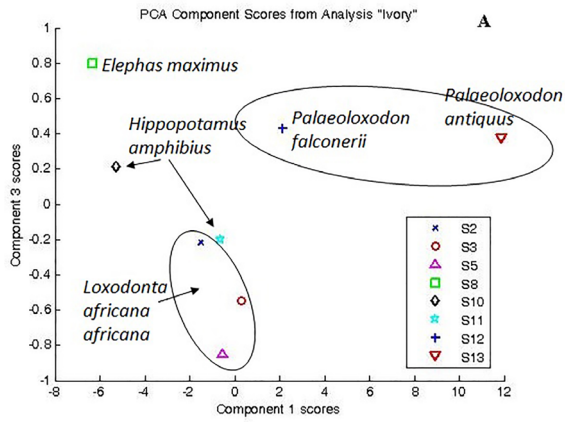 PCA Component Scores from Analysis "Ivory"
A
1
0.8
0.6
0.4
0.2
0
-0.2
-0.4
-0.6
-0.8
-1
Component 3 scores
Elephas maximus
Palaeoloxodon
antiquus
Hippopotamus
amphibius
Palaeoloxodon
falconerii
Loxodonta
africana
africana
S2
S3
S5
S8
S10
S11
S12
S13
-8 -6 -4 -2 0 2 4 6 8 10 12
Component 1 scores